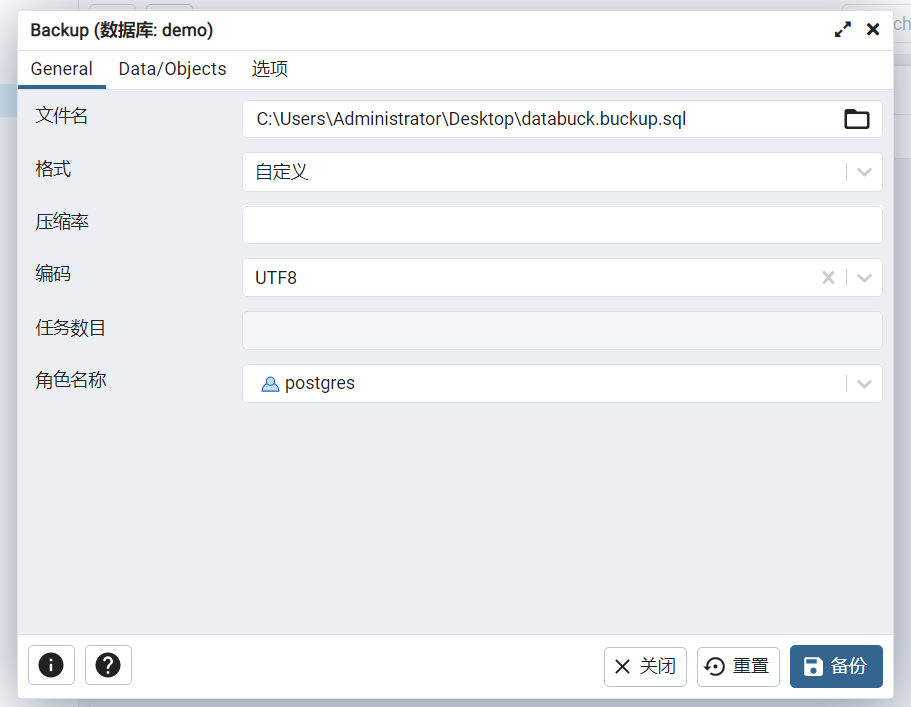 Backup (数据库: demo)
ch
General Data/Objects 选项
文件名 C:\Users\Administrator\Desktop\databuck.buckup.sql
格式 自定义
压缩率
编码 UTF8
任务数目
角色名称 postgres
关闭 重置 备份